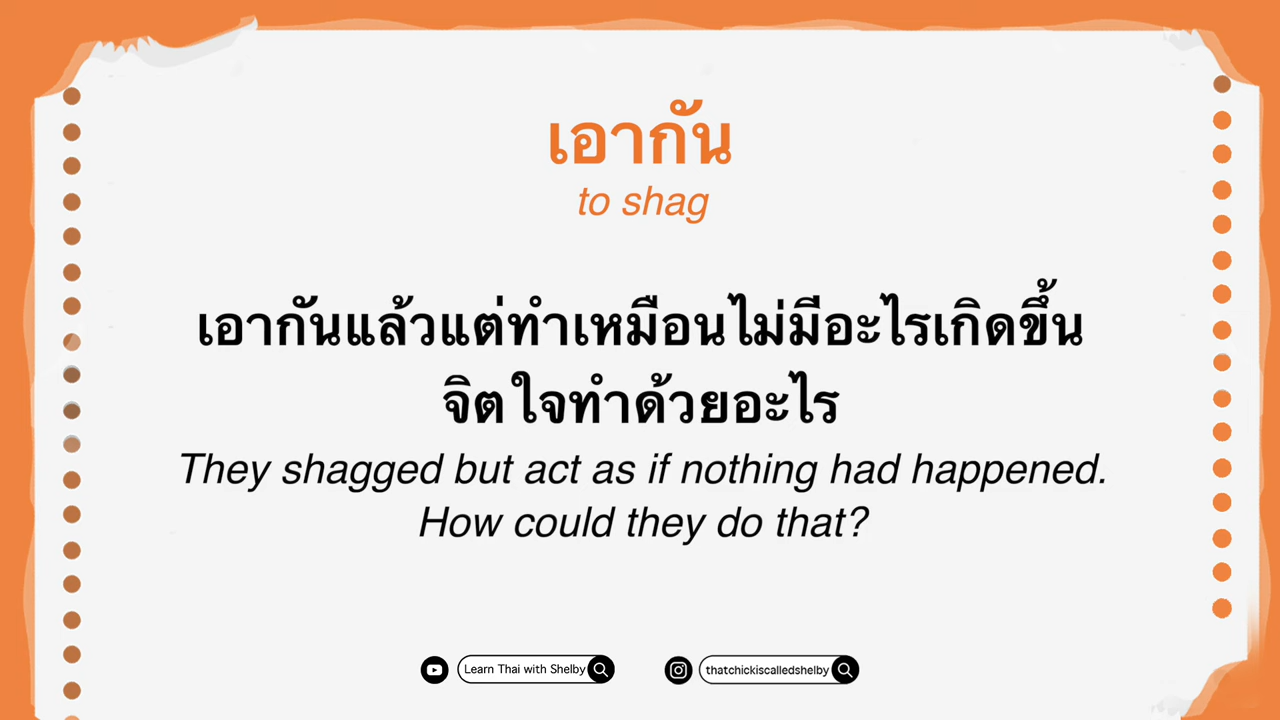 เอากัน
to shag
เอากันแล้วแต่ทำเหมือนไม่มีอะไรเกิดขึ้น
จิตใจทำด้วยอะไร
They shagged but act as if nothing had happened.
How could they do that?
Learn Thai with Shelby
thatchickiscalledshelby